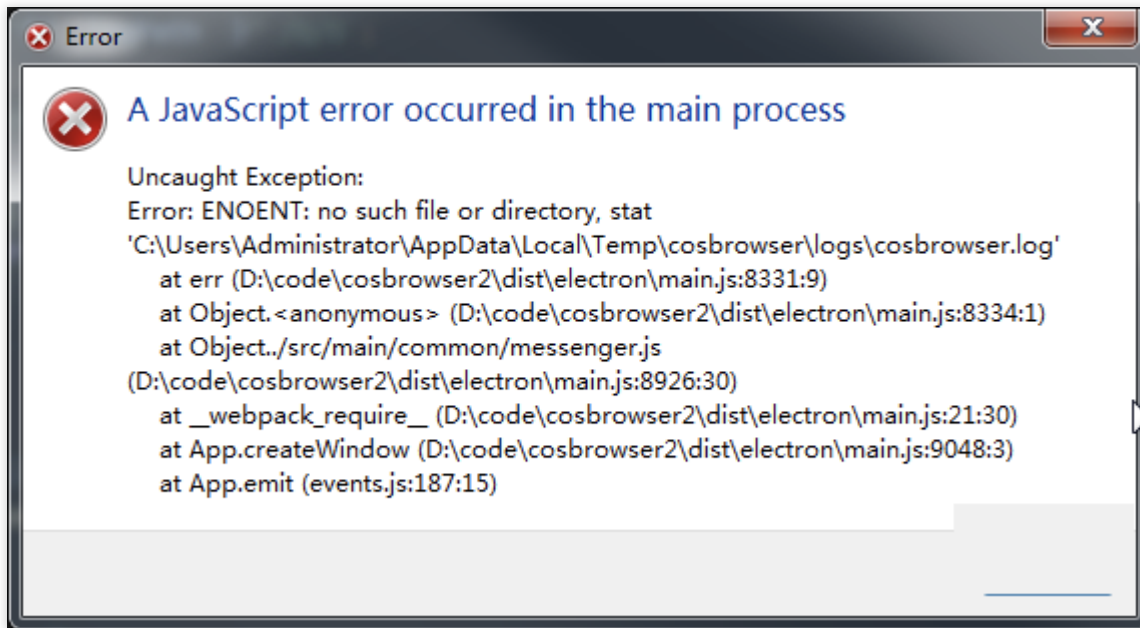 Error
A JavaScript error occurred in the main process
Uncaught Exception:
Error: ENOENT: no such file or directory, stat
'C:\Users\Administrator\AppData\Local\Temp\cosbrowser\logs\cosbrowser.log'
at err (D:\code\cosbrowser2\dist\electron\main.js:8331:9)
at Object.<anonymous> (D:\code\cosbrowser2\dist\electron\main.js:8334:1)
at Object../src/main/common/messenger.js
(D:\code\cosbrowser2\dist\electron\main.js:8926:30)
at __webpack_require__ (D:\code\cosbrowser2\dist\electron\main.js:21:30)
at App.createWindow (D:\code\cosbrowser2\dist\electron\main.js:9048:3)
at App.emit (events.js:187:15)